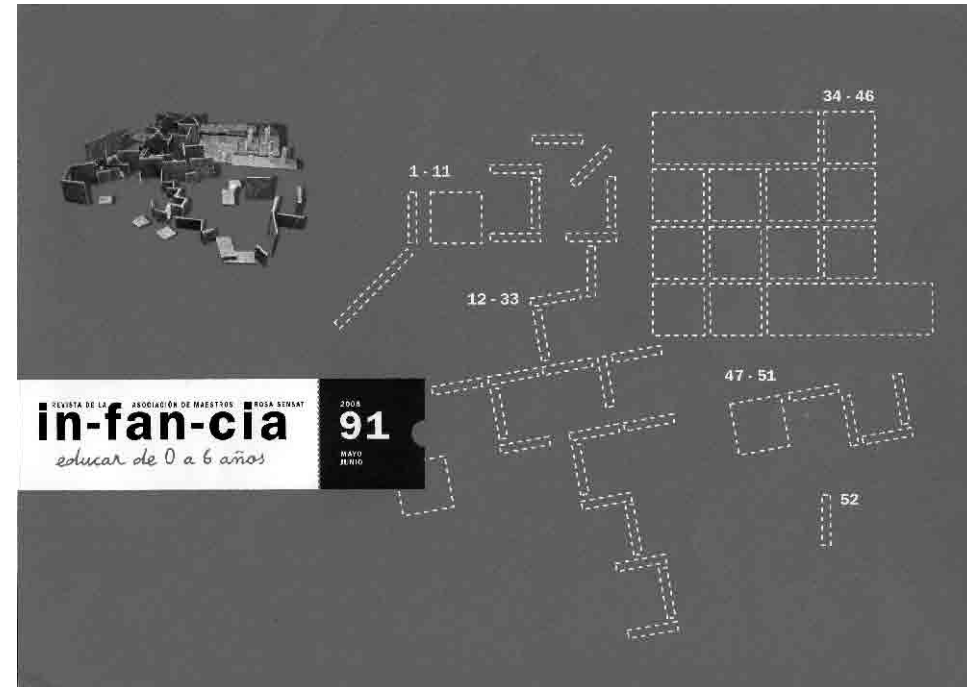 34 - 46
1 - 11
12 - 33
47 - 51
REVISTA DE LA ASOCIACIÓN DE MAESTROS ROSA SENSAT
in-fan-cia
educar de 0 a 6 años
2005
91
MAYO
JUNIO
52